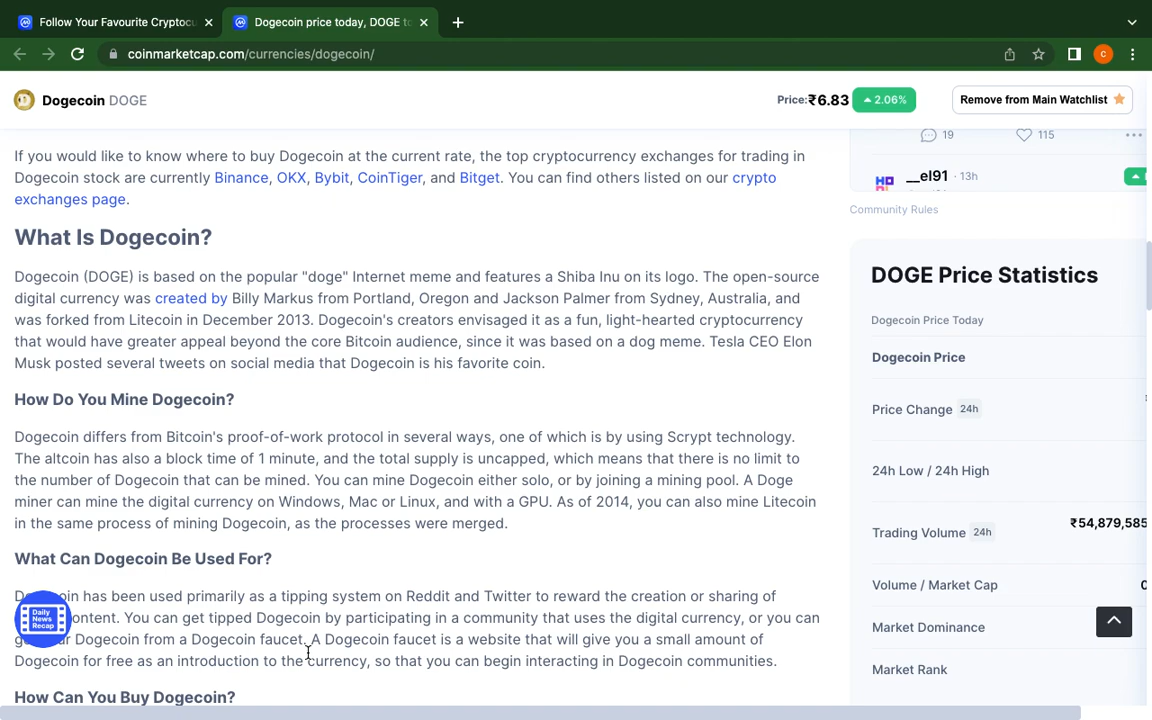 Follow Your Favourite Cryptocu
Dogecoin price today, DOGE to
coinmarketcap.com/currencies/dogecoin/
C
Dogecoin DOGE
Price:₹6.83
2.06%
Remove from Main Watchlist
If you would like to know where to buy Dogecoin at the current rate, the top cryptocurrency exchanges for trading in
Dogecoin stock are currently Binance, OKX, Bybit, CoinTiger, and Bitget. You can find others listed on our crypto
exchanges page.
What Is Dogecoin?
Dogecoin (DOGE) is based on the popular "doge" Internet meme and features a Shiba Inu on its logo. The open-source
digital currency was created by Billy Markus from Portland, Oregon and Jackson Palmer from Sydney, Australia, and
was forked from Litecoin in December 2013. Dogecoin's creators envisaged it as a fun, light-hearted cryptocurrency
that would have greater appeal beyond the core Bitcoin audience, since it was based on a dog meme. Tesla CEO Elon
Musk posted several tweets on social media that Dogecoin is his favorite coin.
How Do You Mine Dogecoin?
Dogecoin differs from Bitcoin's proof-of-work protocol in several ways, one of which is by using Scrypt technology.
The altcoin has also a block time of 1 minute, and the total supply is uncapped, which means that there is no limit to
the number of Dogecoin that can be mined. You can mine Dogecoin either solo, or by joining a mining pool. A Doge
miner can mine the digital currency on Windows, Mac or Linux, and with a GPU. As of 2014, you can also mine Litecoin
in the same process of mining Dogecoin, as the processes were merged.
What Can Dogecoin Be Used For?
in has been used primarily as a tipping system on Reddit and Twitter to reward the creation or sharing of
ontent. You can get tipped Dogecoin by participating in a community that uses the digital currency, or you can
ur Dogecoin from a Dogecoin faucet. A Dogecoin faucet is a website that will give you a small amount of
Dogecoin for free as an introduction to the currency, so that you can begin interacting in Dogecoin communities.
How Can You Buy Dogecoin?
Daily
News
Recap
19
115
__el91 · 13h
Community Rules
DOGE Price Statistics
Dogecoin Price Today
Dogecoin Price
Price Change 24h
24h Low / 24h High
Trading Volume 24h
₹54,879,585
Volume / Market Cap
Market Dominance
Market Rank